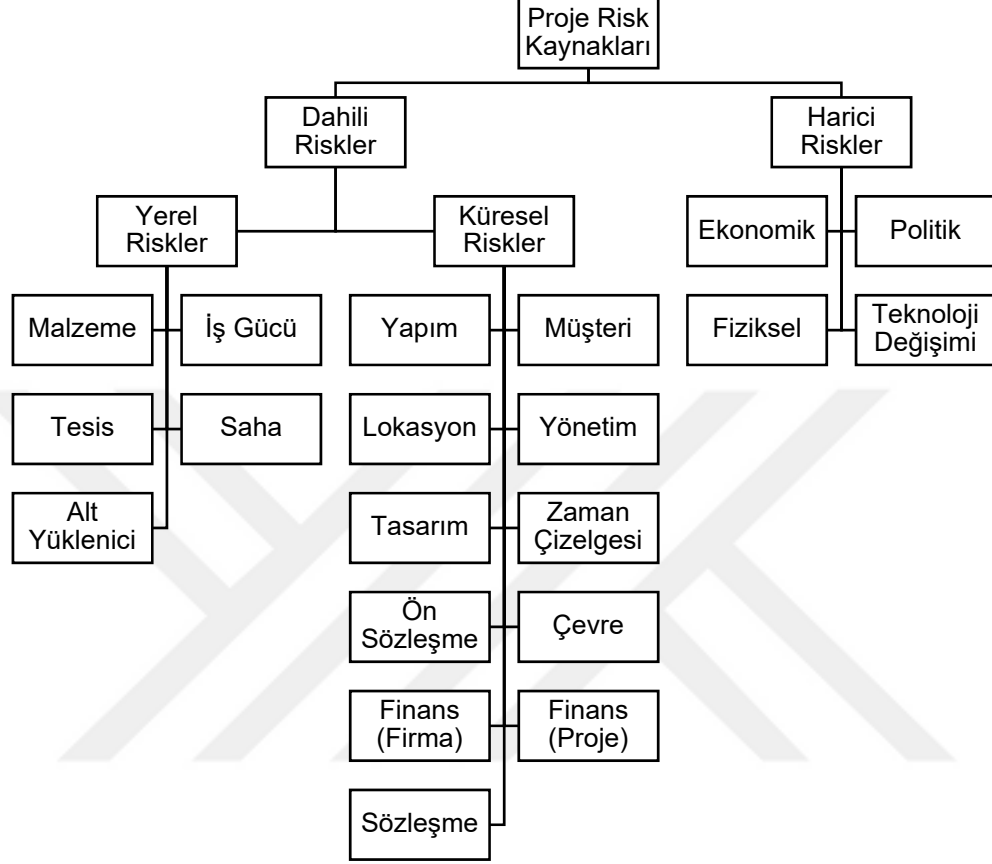 Proje Risk
Kaynakları
Dahili
Riskler
Harici
Riskler
Yerel
Riskler
Küresel
Riskler
Ekonomik
Politik
Malzeme
İş Gücü
Yapım
Müşteri
Fiziksel
Teknoloji
Değişimi
Tesis
Saha
Lokasyon
Yönetim
Alt
Yüklenici
Tasarım
Zaman
Çizelgesi
Ön
Sözleşme
Çevre
Finans
(Firma)
Finans
(Proje)
Sözleşme